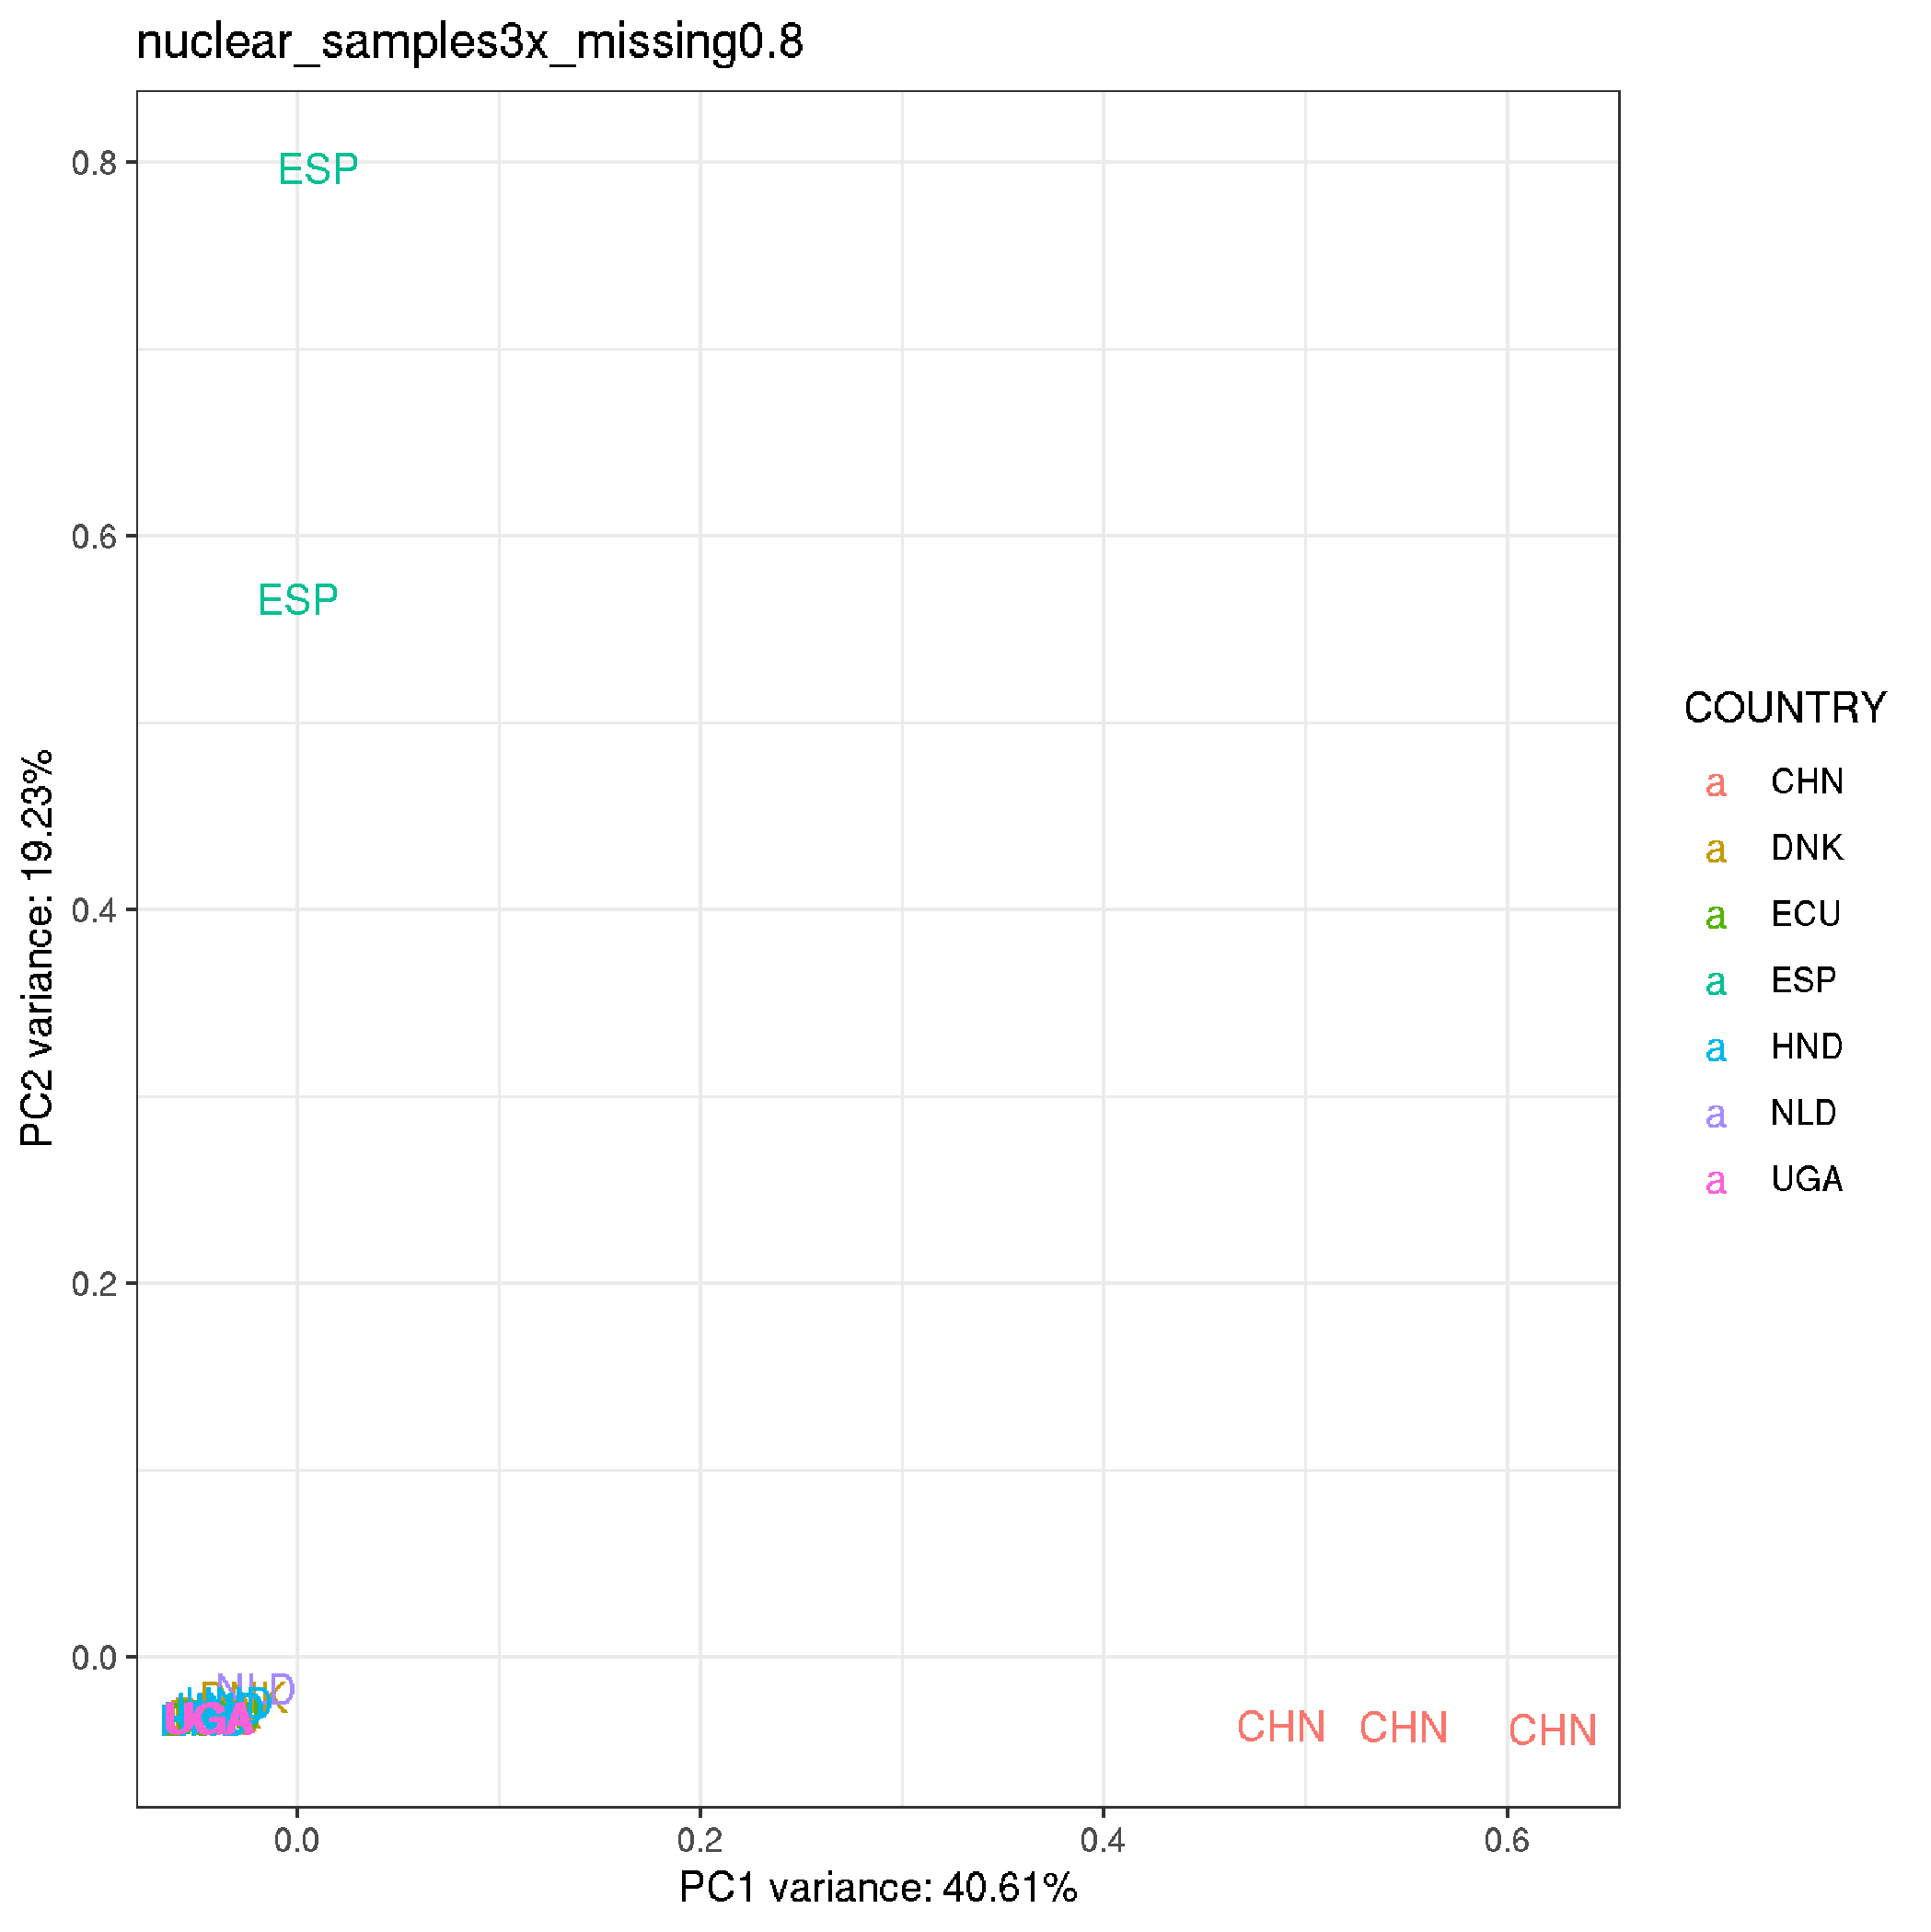 nuclear_samples3x_missing0.8
0.8
ESP
0.6
ESP
COUNTRY
a CHN
a DNK
a ECU
a ESP
a HND
a NLD
a UGA
PC2 variance: 19.23%
0.4
0.2
0.0
NLD
UGA
CHN CHN CHN
0.0 0.2 0.4 0.6
PC1 variance: 40.61%